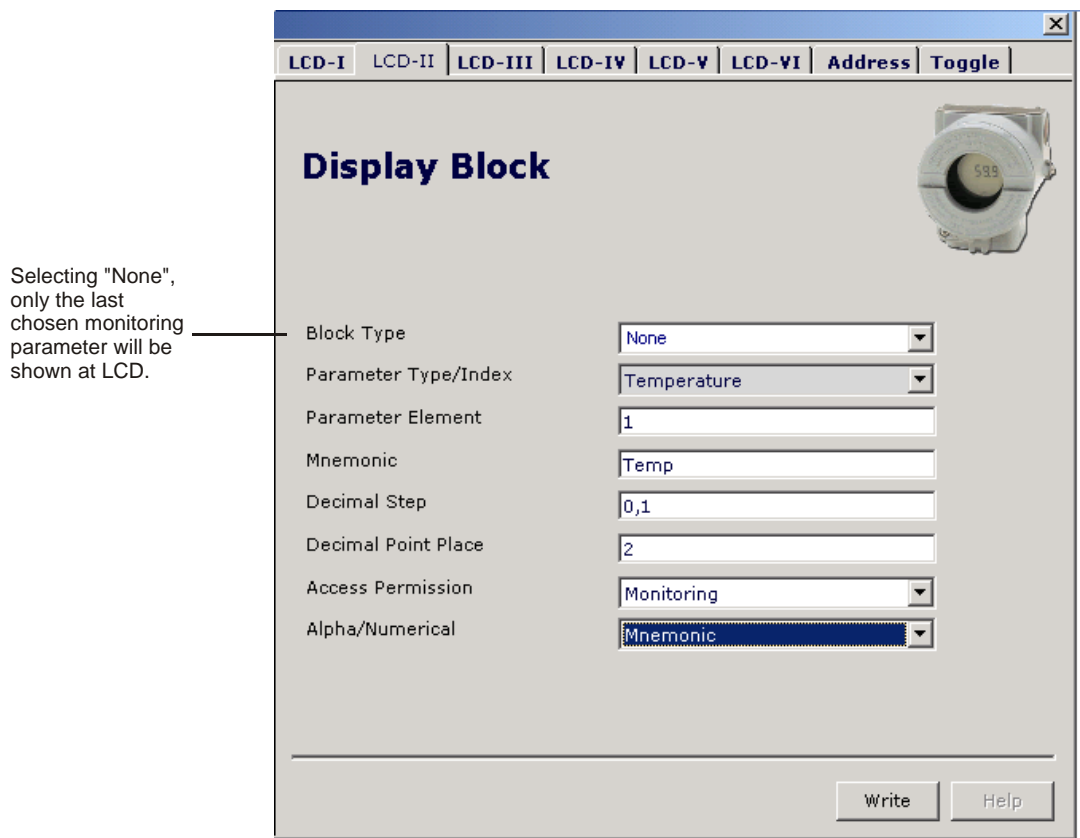 LCD-I LCD-II LCD-III LCD-IV LCD-V LCD-VI Address Toggle
Display Block
59.9
Selecting "None",
only the last
chosen monitoring
parameter will be
shown at LCD.
Block Type None
Parameter Type/Index Temperature
Parameter Element 1
Mnemonic Temp
Decimal Step 0,1
Decimal Point Place 2
Access Permission Monitoring
Alpha/Numerical Mnemonic
Write Help